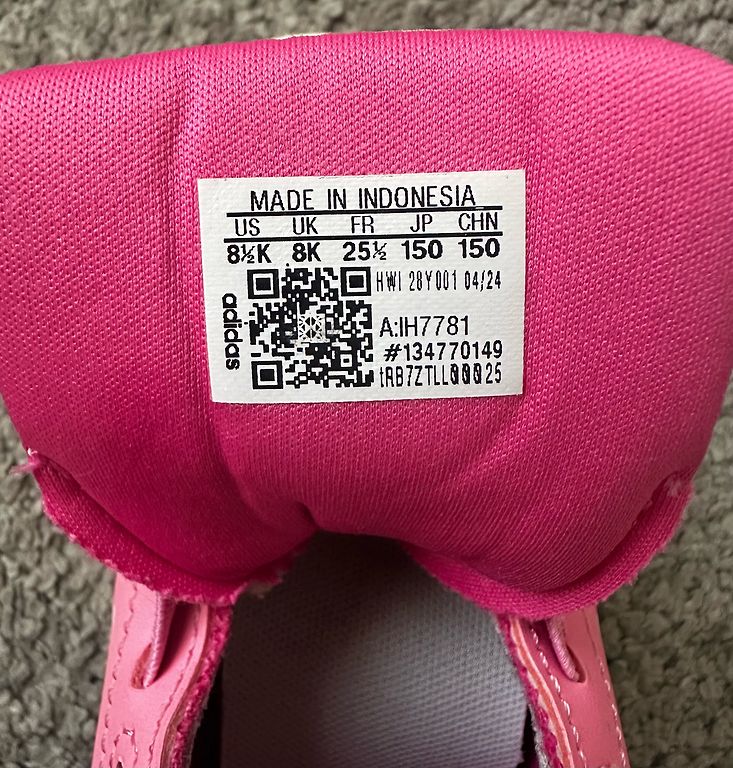 MADE IN INDONESIA
US UK FR JP CHN
8½K 8K 25½ 150 150
adidas
HWI 28Y001 04/24
A:IH7781
#134770149
tRB7ZTLL00025